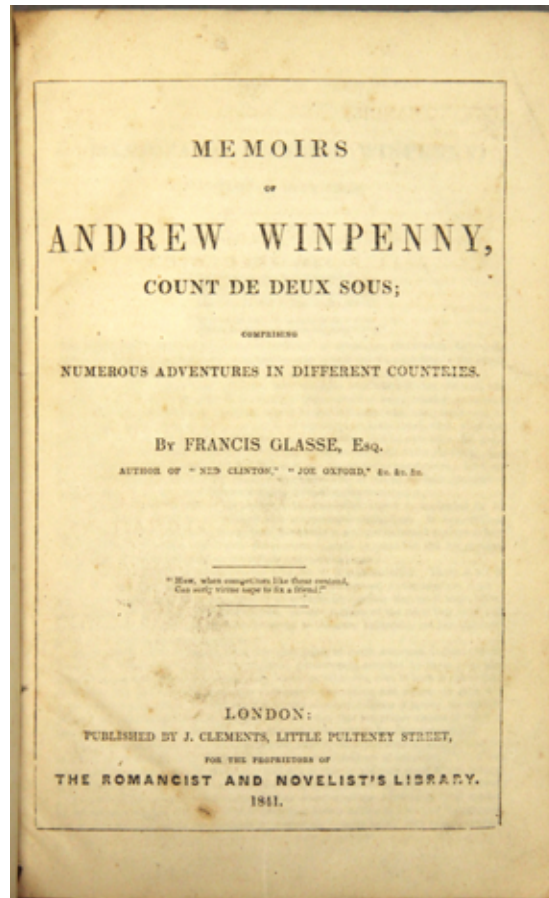 MEMOIRS
OF
ANDREW WINPENNY,
COUNT DE DEUX SOUS;
COMPRISING
NUMEROUS ADVENTURES IN DIFFERENT COUNTRIES.
BY FRANCIS GLASSE, ESQ.
AUTHOR OF "NED CLINTON," "JOE OXFORD," &c. &c. &c.
"How, when competitors like these contend,
Can surly virtue hope to fix a friend?"
LONDON:
PUBLISHED BY J. CLEMENTS, LITTLE PULTENEY STREET,
FOR THE PROPRIETORS OF
THE ROMANCIST AND NOVELIST'S LIBRARY.
1841.